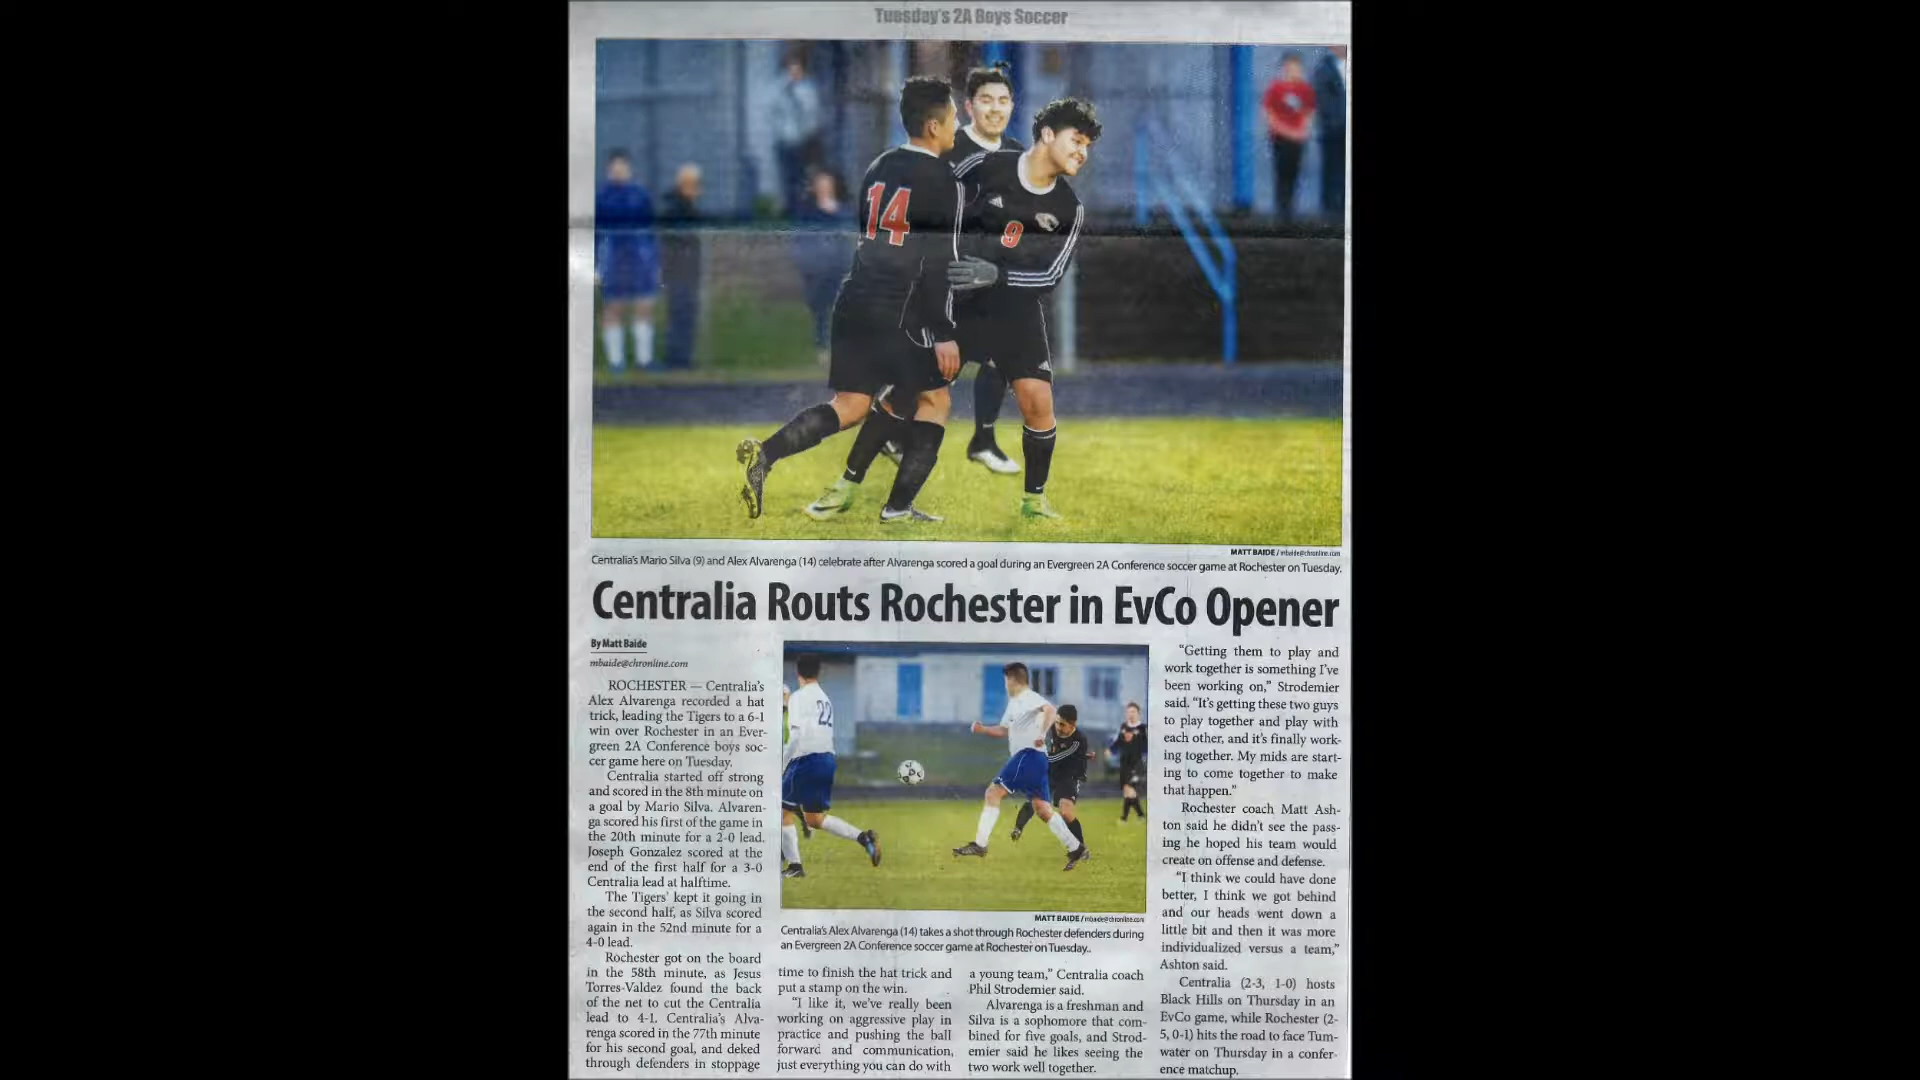 Tuesday's 2A Boys Soccer
14
9
MATT BAIDE / mbaide@chronline.com
Centralia's Mario Silva (9) and Alex Alvarenga (14) celebrate after Alvarenga scored a goal during an Evergreen 2A Conference soccer game at Rochester on Tuesday.
Centralia Routs Rochester in EvCo Opener
By Matt Baide
mbaide@chronline.com
ROCHESTER — Centralia's
Alex Alvarenga recorded a hat
trick, leading the Tigers to a 6-1
win over Rochester in an Ever-
green 2A Conference boys soc-
cer game here on Tuesday.
Centralia started off strong
and scored in the 8th minute on
a goal by Mario Silva. Alvaren-
ga scored his first of the game in
the 20th minute for a 2-0 lead.
Joseph Gonzalez scored at the
end of the first half for a 3-0
Centralia lead at halftime.
The Tigers' kept it going in
the second half, as Silva scored
again in the 52nd minute for a
4-0 lead.
Rochester got on the board
in the 58th minute, as Jesus
Torres-Valdez found the back
of the net to cut the Centralia
lead to 4-1. Centralia's Alva-
renga scored in the 77th minute
for his second goal, and deked
through defenders in stoppage
22
MATT BAIDE / mbaide@chronline.com
Centralia's Alex Alvarenga (14) takes a shot through Rochester defenders during
an Evergreen 2A Conference soccer game at Rochester on Tuesday..
time to finish the hat trick and
put a stamp on the win.
"I like it, we've really been
working on aggressive play in
practice and pushing the ball
forward and communication,
just everything you can do with
a young team," Centralia coach
Phil Strodemier said.
Alvarenga is a freshman and
Silva is a sophomore that com-
bined for five goals, and Strod-
emier said he likes seeing the
two work well together.
"Getting them to play and
work together is something I've
been working on," Strodemier
said. "It's getting these two guys
to play together and play with
each other, and it's finally work-
ing together. My mids are start-
ing to come together to make
that happen."
Rochester coach Matt Ash-
ton said he didn't see the pass-
ing he hoped his team would
create on offense and defense.
"I think we could have done
better, I think we got behind
and our heads went down a
little bit and then it was more
individualized versus a team,"
Ashton said.
Centralia (2-3, 1-0) hosts
Black Hills on Thursday in an
EvCo game, while Rochester (2-
5, 0-1) hits the road to face Tum-
water on Thursday in a confer-
ence matchup.